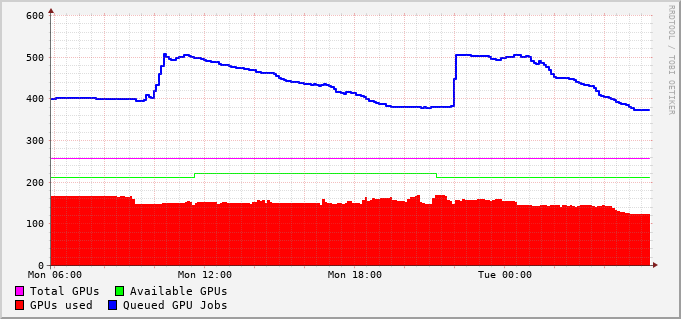 600
500
400
300
200
100
0
Mon 06:00 Mon 12:00 Mon 18:00 Tue 00:00
Total GPUs Available GPUs
GPUs used Queued GPU Jobs
RRDTOOL / TOBI OETIKER